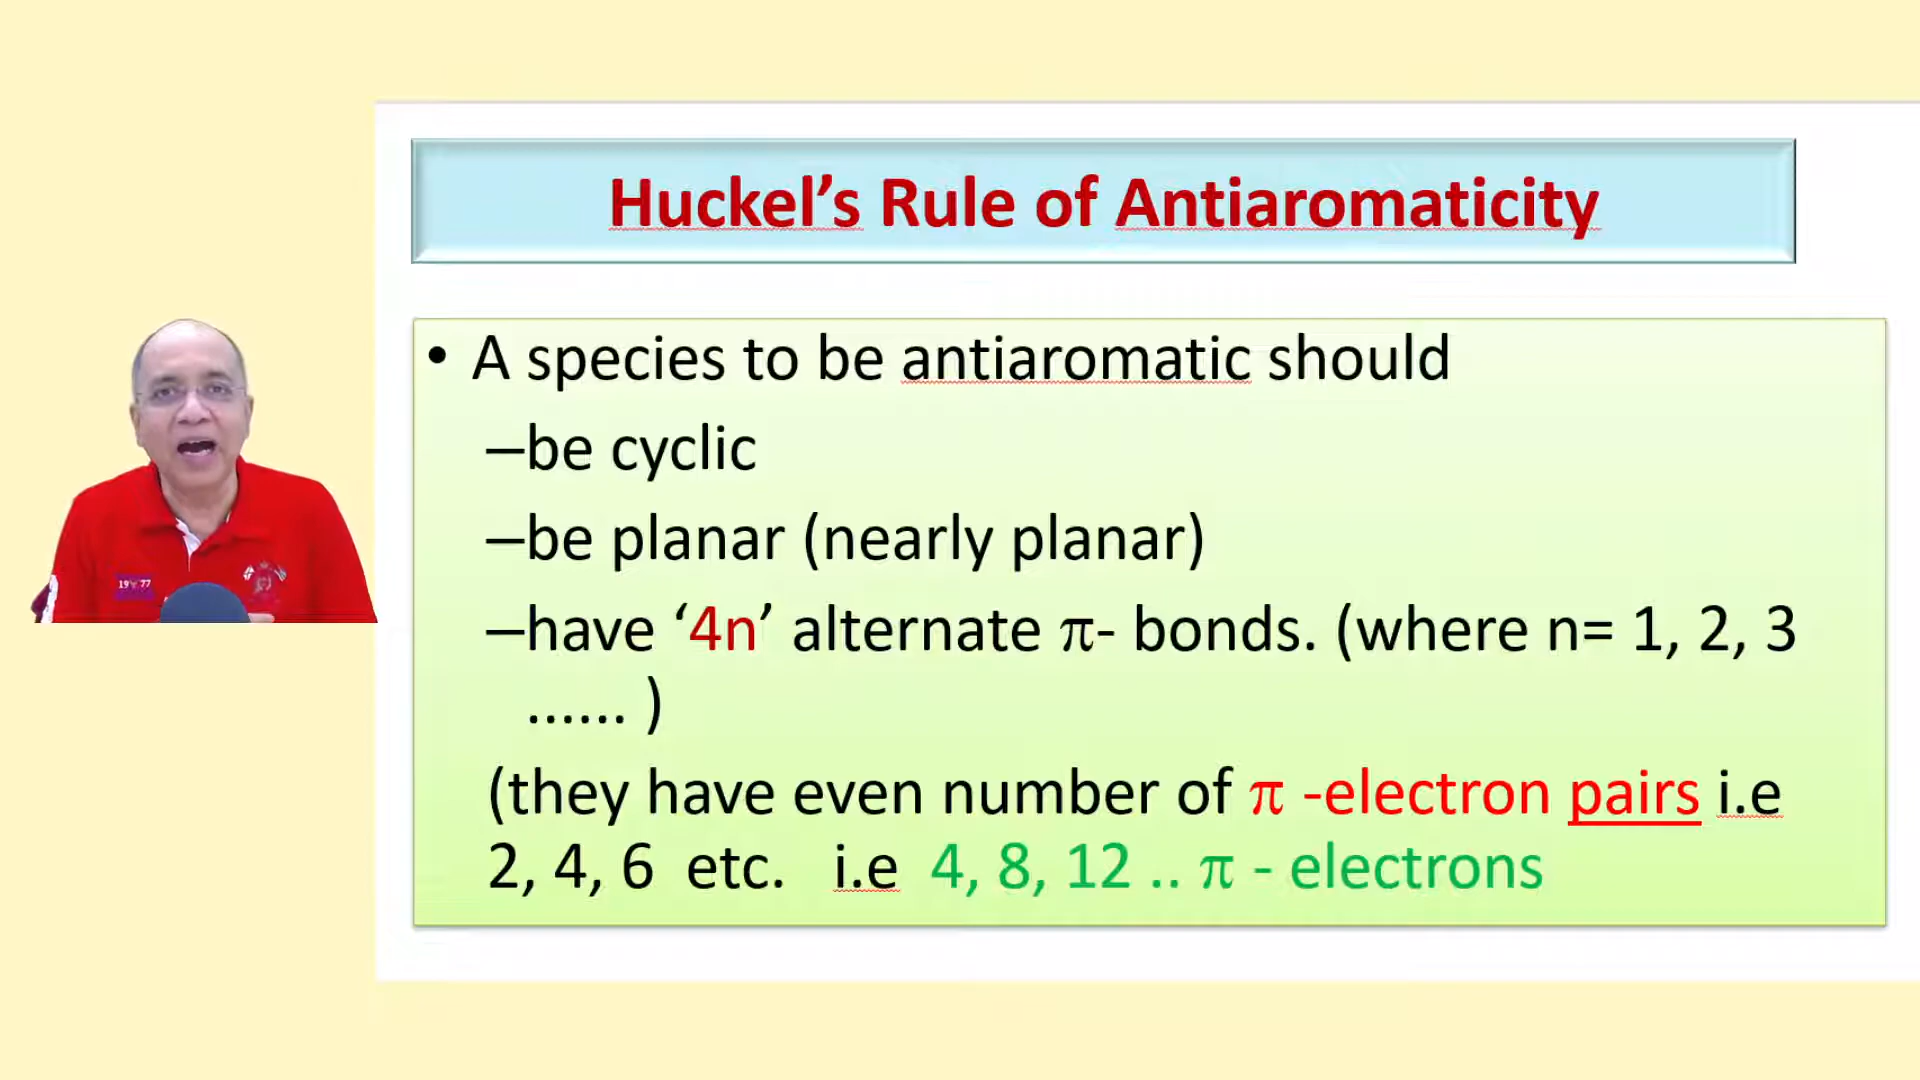 Huckel’s Rule of Antiaromaticity
• A species to be antiaromatic should
–be cyclic
–be planar (nearly planar)
–have ‘4n’ alternate π- bonds. (where n= 1, 2, 3
...... )
(they have even number of π -electron pairs i.e
2, 4, 6 etc. i.e 4, 8, 12 .. π - electrons
19 77